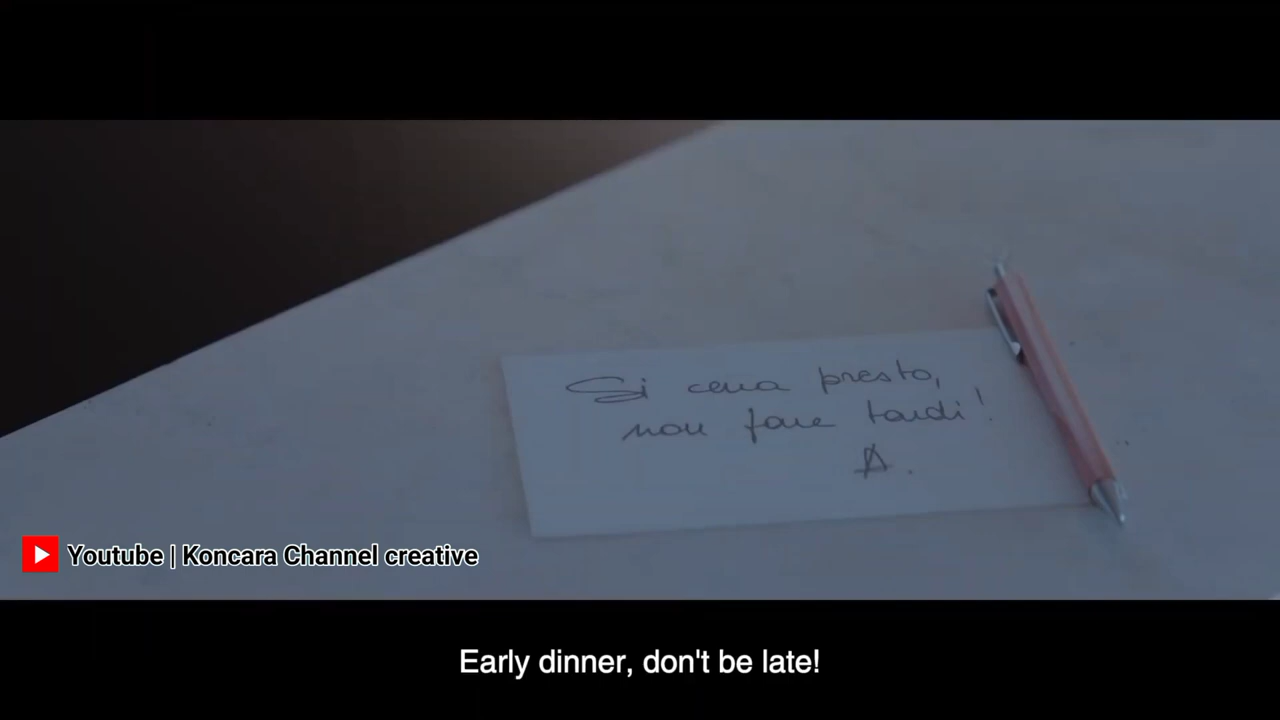 Si cena presto,
non fare tardi!
A.
Youtube | Koncara Channel creative
Early dinner, don't be late!